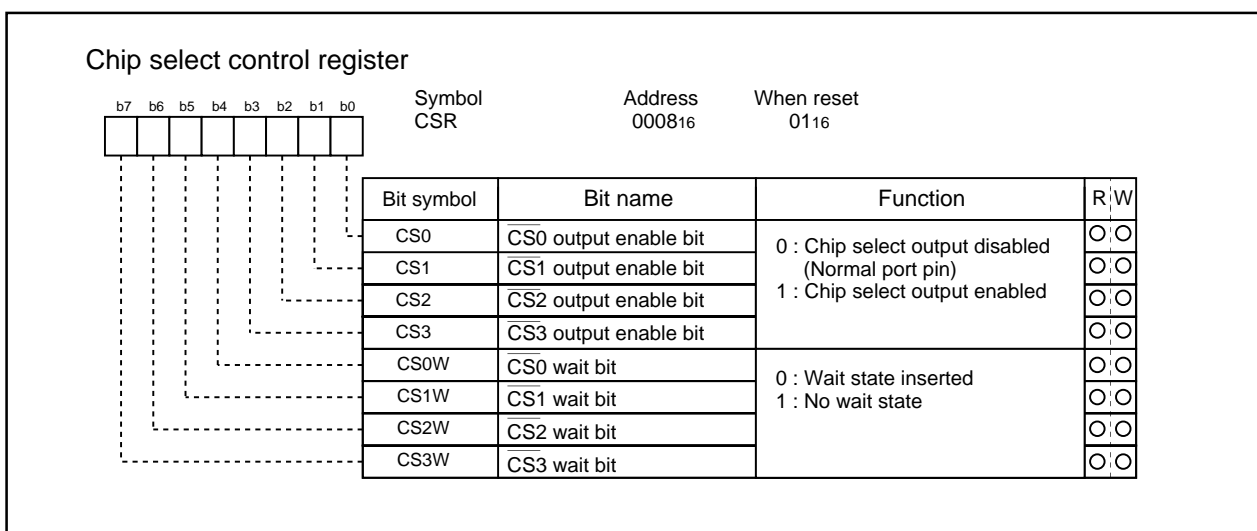 Chip select control register
b7 b6 b5 b4 b3 b2 b1 b0
Symbol Address When reset
CSR 000816 0116
Bit symbol Bit name Function R W
CS0 CS0 output enable bit 0 : Chip select output disabled
(Normal port pin)
1 : Chip select output enabled
CS1 CS1 output enable bit
CS2 CS2 output enable bit
CS3 CS3 output enable bit
CS0W CS0 wait bit 0 : Wait state inserted
1 : No wait state
CS1W CS1 wait bit
CS2W CS2 wait bit
CS3W CS3 wait bit